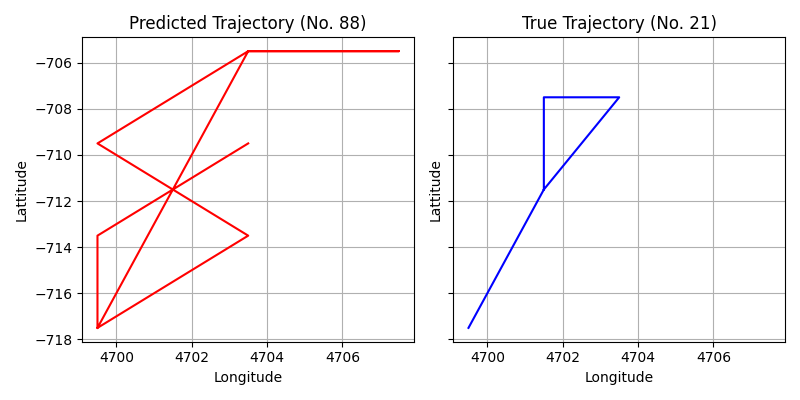 Predicted Trajectory (No. 88)
True Trajectory (No. 21)
−706
−708
−710
−712
−714
−716
−718
Lattitude
Lattitude
4700
4702
4704
4706
4700
4702
4704
4706
Longitude
Longitude